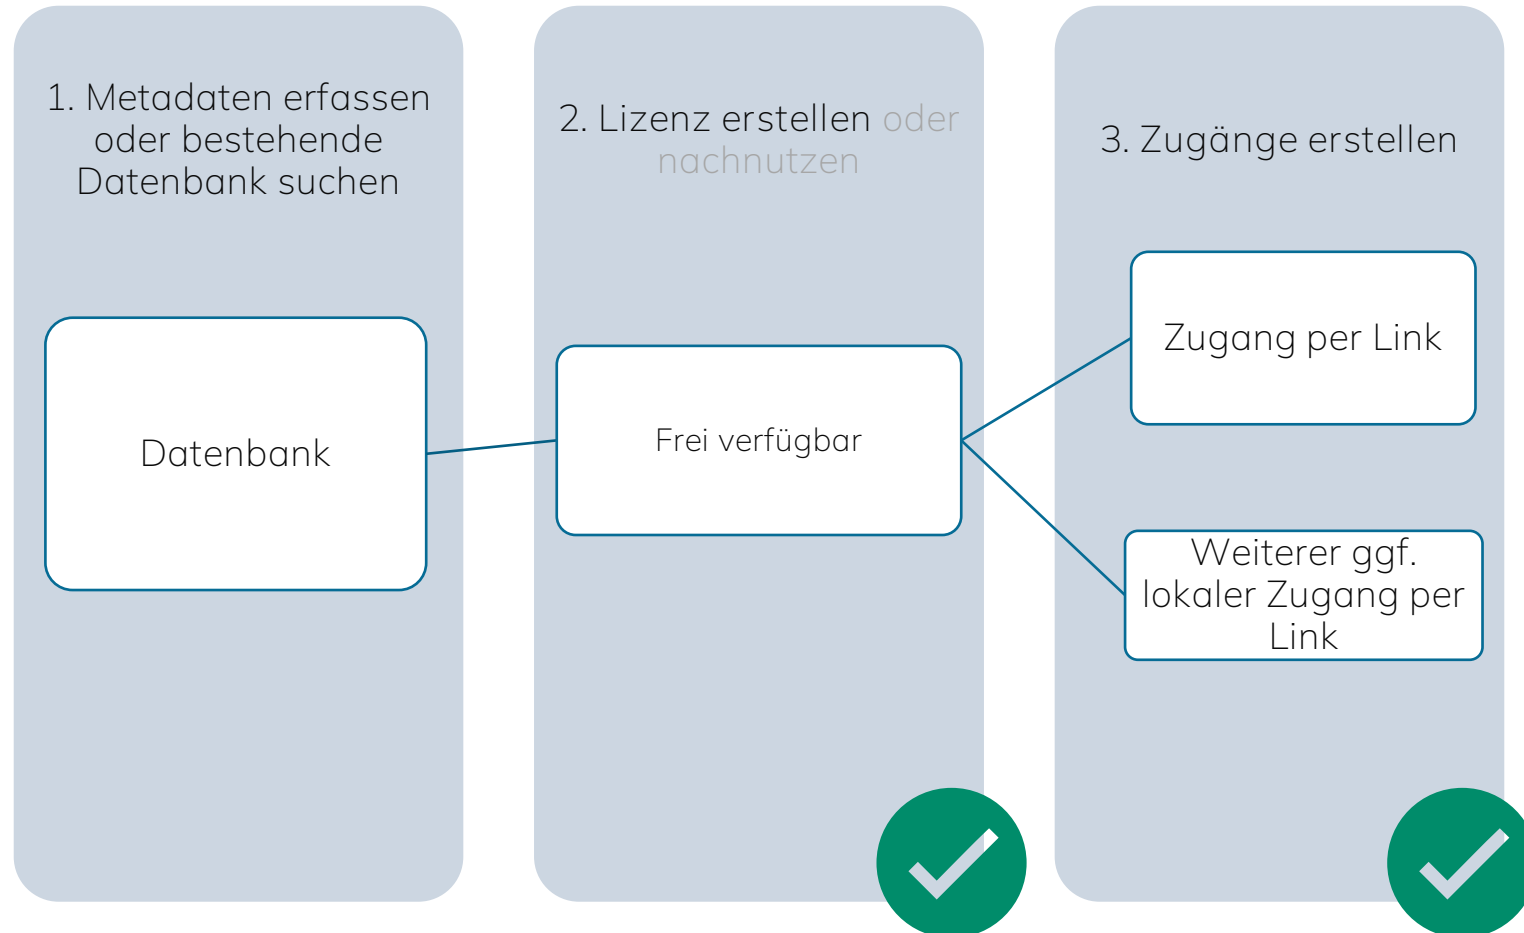 1. Metadaten erfassen
oder bestehende
Datenbank suchen
Datenbank
2. Lizenz erstellen oder
nachnutzen
Frei verfügbar
3. Zugänge erstellen
Zugang per Link
Weiterer ggf.
lokaler Zugang per
Link